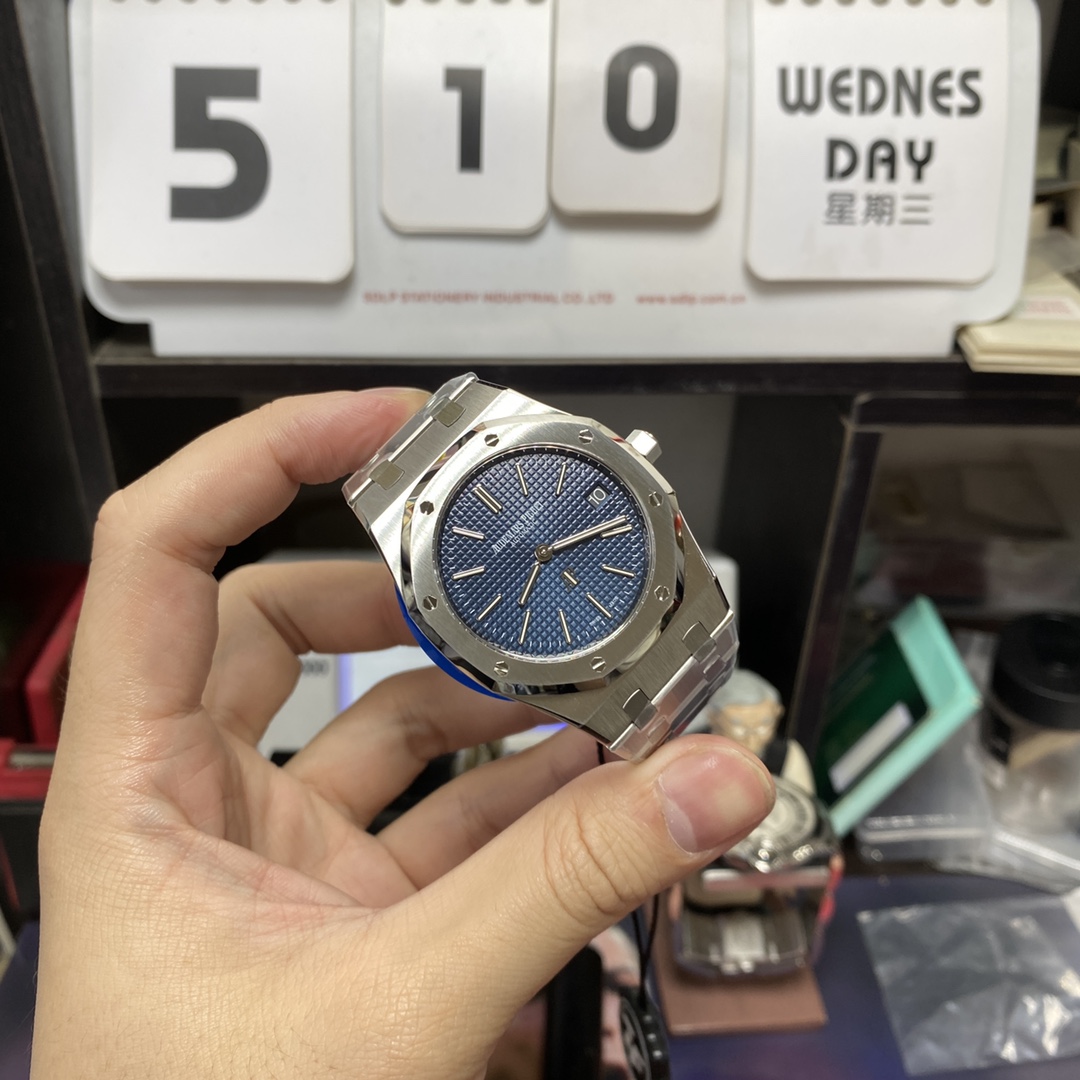 5 1 0 WEDNES
DAY
星期三
SDLP STATIONERY INDUSTRIAL CO., LTD www.sdlp.com.cn
10
AUDEMARS PIGUET